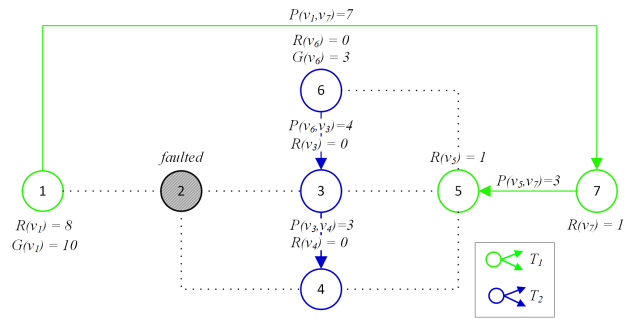 P(v₁,v₇)=7
R(v₆) = 0
G(v₆) = 3
6
P(v₆,v₃)=4
R(v₃) = 0
faulted
R(v₅) = 1
P(v₅,v₇)=3
1
2
3
5
7
R(v₁) = 8
G(v₁) = 10
P(v₃,v₄)=3
R(v₄) = 0
R(v₇) = 1
4
T₁
T₂